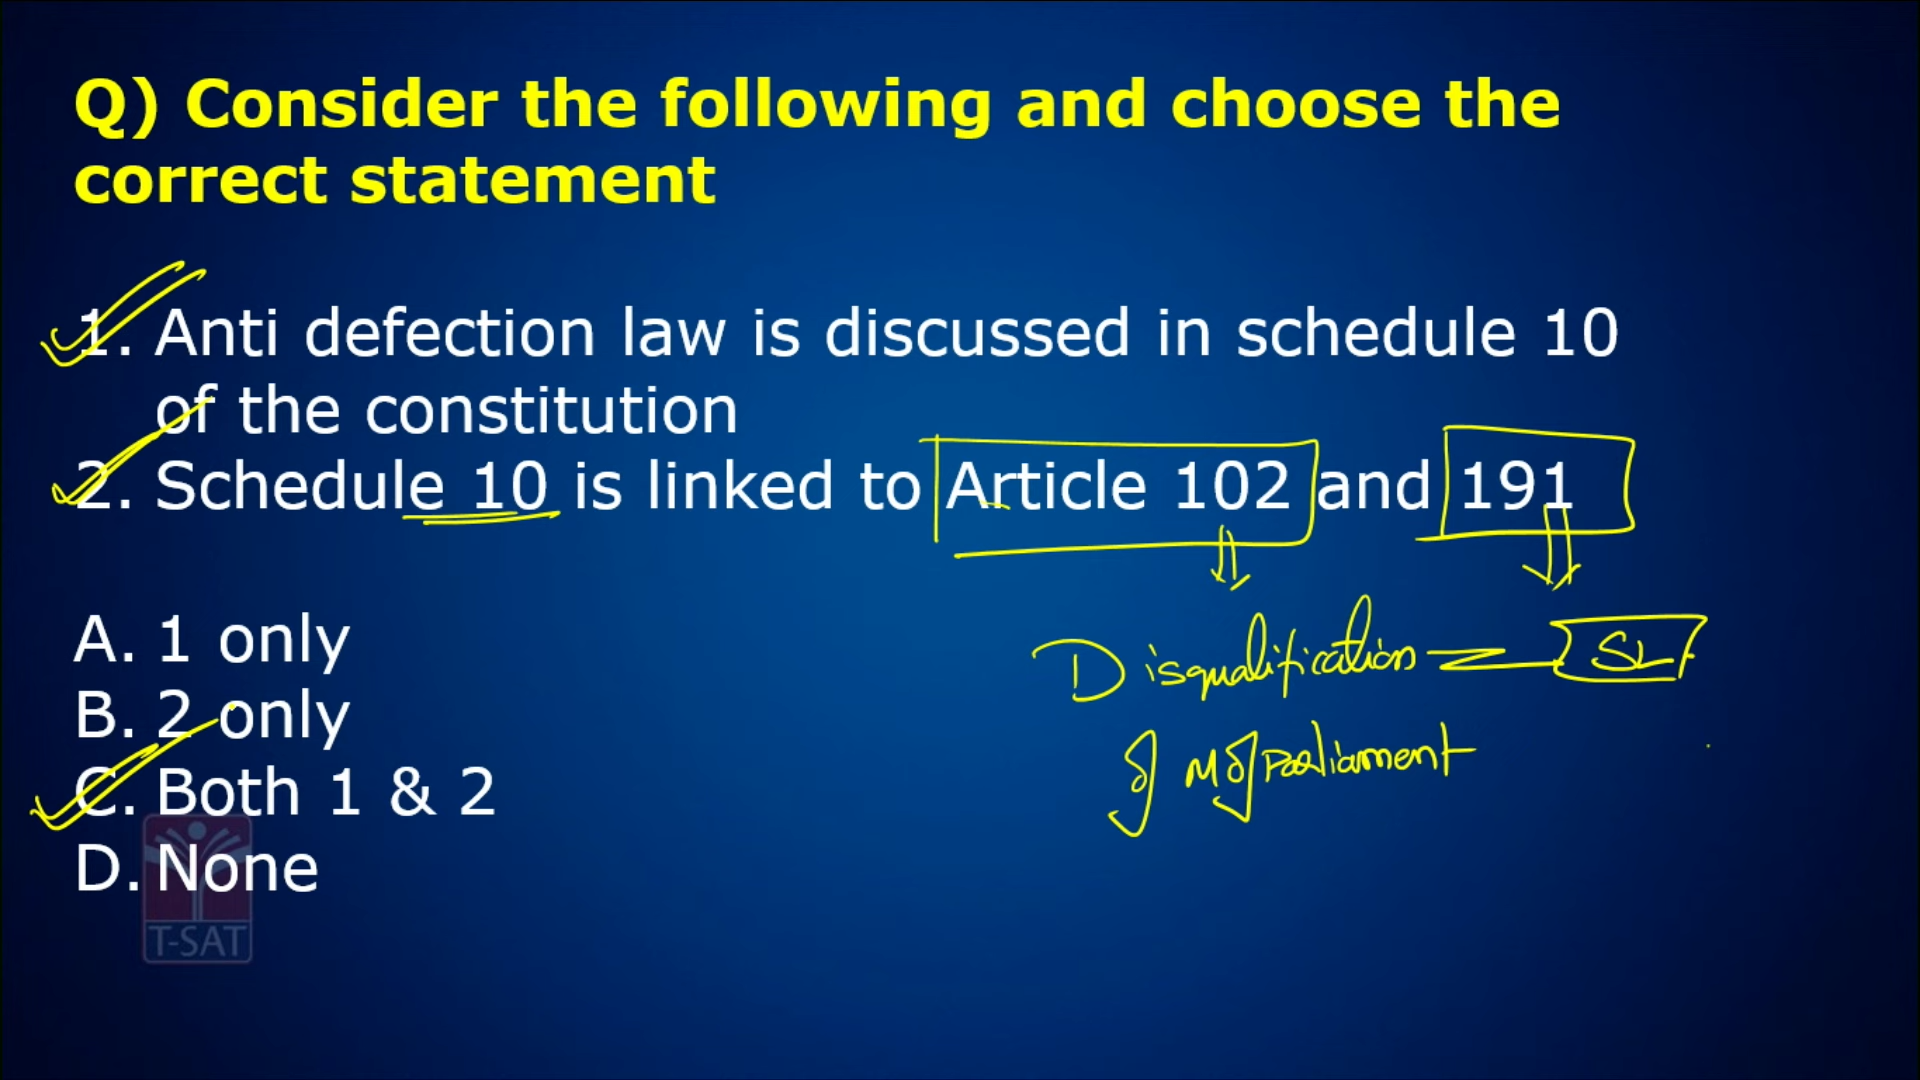 Q) Consider the following and choose the
correct statement
1. Anti defection law is discussed in schedule 10
of the constitution
2. Schedule 10 is linked to Article 102 and 191
A. 1 only
B. 2 only
C. Both 1 & 2
D. None
Disqualification SL
of M of Parliament
T-SAT